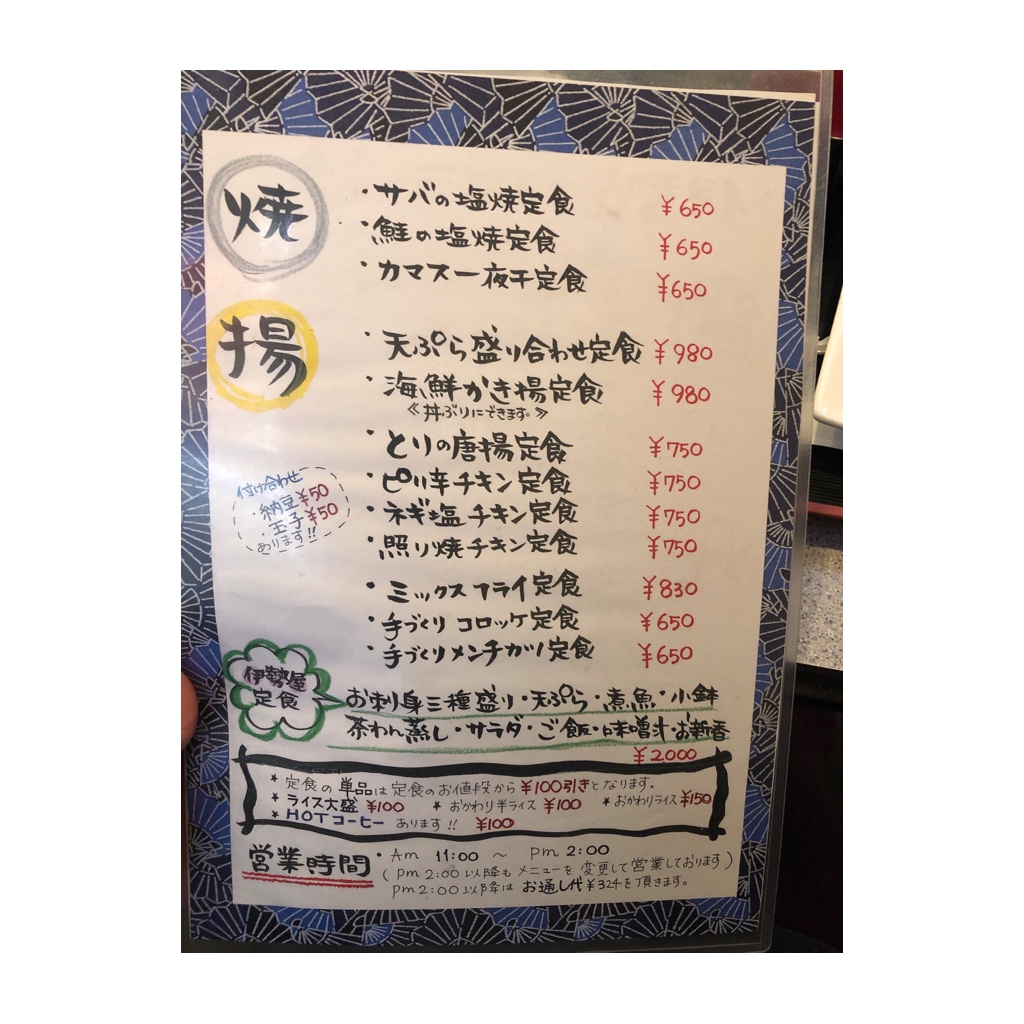 焼
・サバの塩焼定食 ¥650
・鮭の塩焼定食 ¥650
・カマス一夜干定食 ¥650
揚
・天ぷら盛り合わせ定食 ¥980
・海鮮かき揚定食 ¥980
≪丼ぶりにできます。≫
・とりの唐揚定食 ¥750
・ピリ辛チキン定食 ¥750
・ネギ塩チキン定食 ¥750
・照り焼チキン定食 ¥750
付け合わせ
・納豆¥50
・玉子¥50
あります!!
・ミックスフライ定食 ¥830
・手づくりコロッケ定食 ¥650
・手づくりメンチカツ定食 ¥650
伊勢屋
定食
お刺身三種盛り・天ぷら・煮魚・小鉢
茶わん蒸し・サラダ・ご飯・味噌汁・お新香
¥2000
★定食の単品は定食のお値段から¥100引きとなります。
★ライス大盛 ¥100 ★おかわり半ライス ¥100 ★おかわりライス¥150
★HOTコーヒー あります!! ¥100
営業時間 ・Am 11:00 ～ Pm 2:00
(Pm 2:00以降もメニューを変更して営業しております)
Pm 2:00以降は お通し代¥324を頂きます。